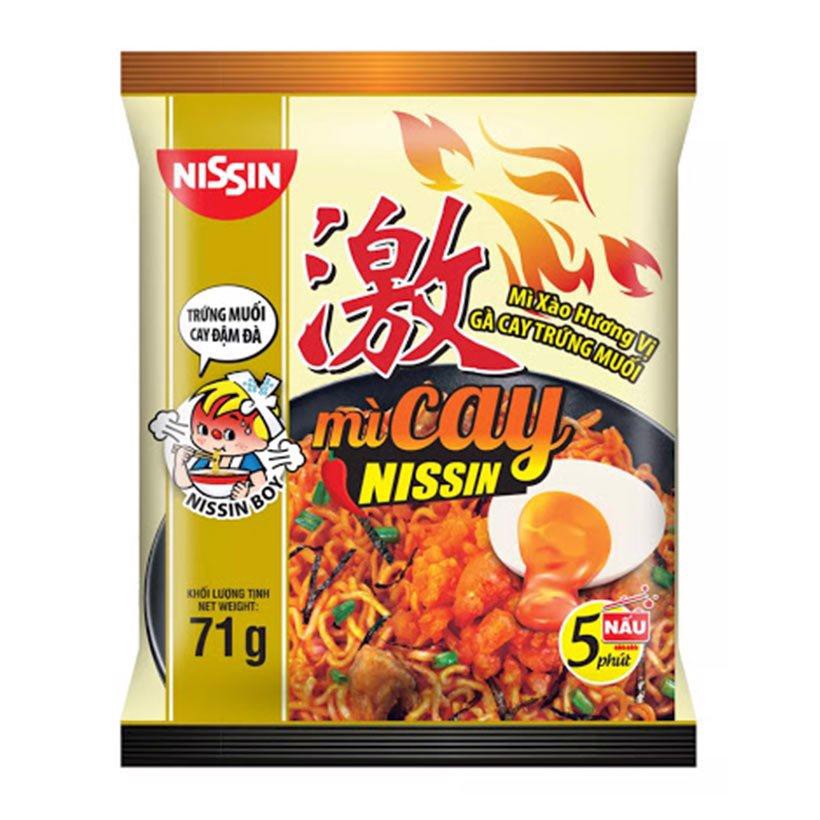 NISSIN
激
Mì Xào Hương Vị
GÀ CAY TRỨNG MUỐI
TRỨNG MUỐI
CAY ĐẬM ĐÀ
mì cay
NISSIN
NISSIN BOY
KHỐI LƯỢNG TỊNH
NET WEIGHT:
71 g
NẤU
5 phút